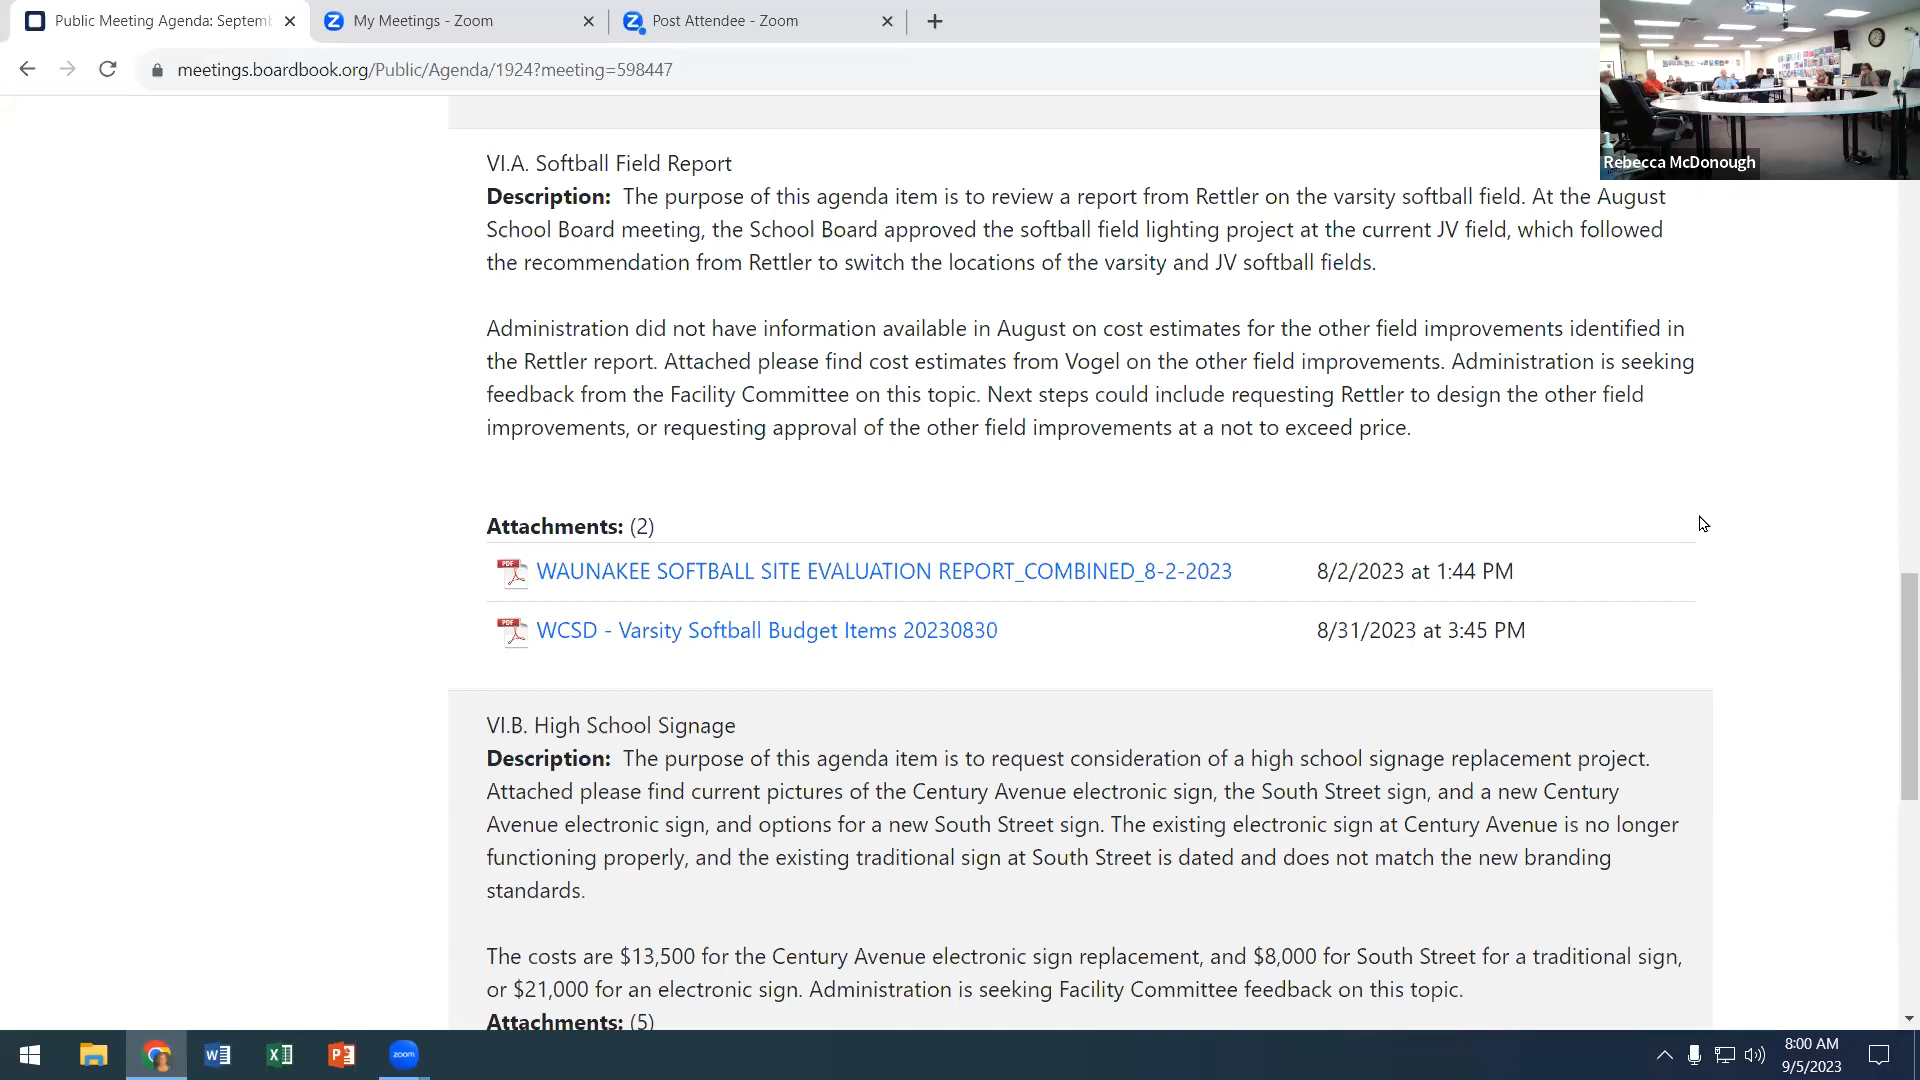 Public Meeting Agenda: Septemb
My Meetings - Zoom
Post Attendee - Zoom
meetings.boardbook.org/Public/Agenda/1924?meeting=598447
Rebecca McDonough
VI.A. Softball Field Report
Description: The purpose of this agenda item is to review a report from Rettler on the varsity softball field. At the August
School Board meeting, the School Board approved the softball field lighting project at the current JV field, which followed
the recommendation from Rettler to switch the locations of the varsity and JV softball fields.
Administration did not have information available in August on cost estimates for the other field improvements identified in
the Rettler report. Attached please find cost estimates from Vogel on the other field improvements. Administration is seeking
feedback from the Facility Committee on this topic. Next steps could include requesting Rettler to design the other field
improvements, or requesting approval of the other field improvements at a not to exceed price.
Attachments: (2)
PDF WAUNAKEE SOFTBALL SITE EVALUATION REPORT_COMBINED_8-2-2023 8/2/2023 at 1:44 PM
PDF WCSD - Varsity Softball Budget Items 20230830 8/31/2023 at 3:45 PM
VI.B. High School Signage
Description: The purpose of this agenda item is to request consideration of a high school signage replacement project.
Attached please find current pictures of the Century Avenue electronic sign, the South Street sign, and a new Century
Avenue electronic sign, and options for a new South Street sign. The existing electronic sign at Century Avenue is no longer
functioning properly, and the existing traditional sign at South Street is dated and does not match the new branding
standards.
The costs are $13,500 for the Century Avenue electronic sign replacement, and $8,000 for South Street for a traditional sign,
or $21,000 for an electronic sign. Administration is seeking Facility Committee feedback on this topic.
Attachments: (5)
zoom
8:00 AM
9/5/2023